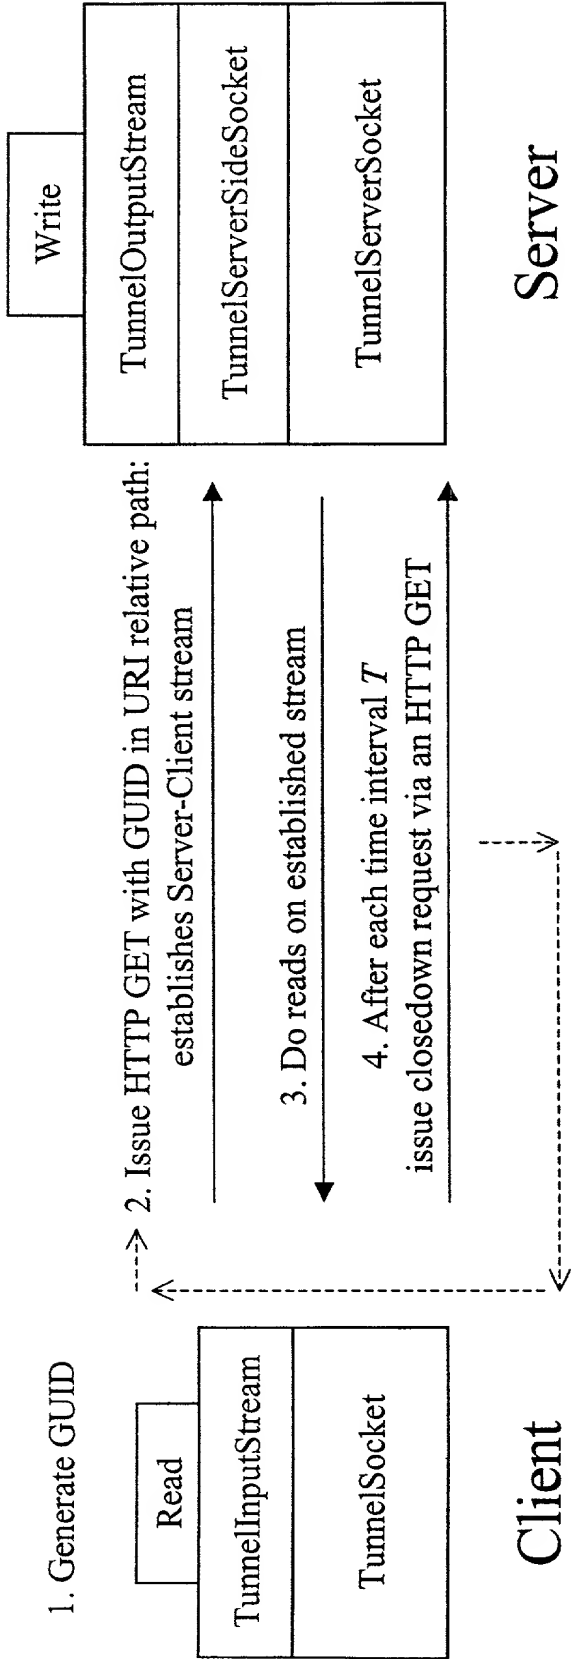 1. Generate GUID
Read
TunnelInputStream
TunnelSocket
Client
2. Issue HTTP GET with GUID in URI relative path:
establishes Server-Client stream
3. Do reads on established stream
4. After each time interval T
issue closedown request via an HTTP GET
Write
TunnelOutputStream
TunnelServerSideSocket
TunnelServerSocket
Server